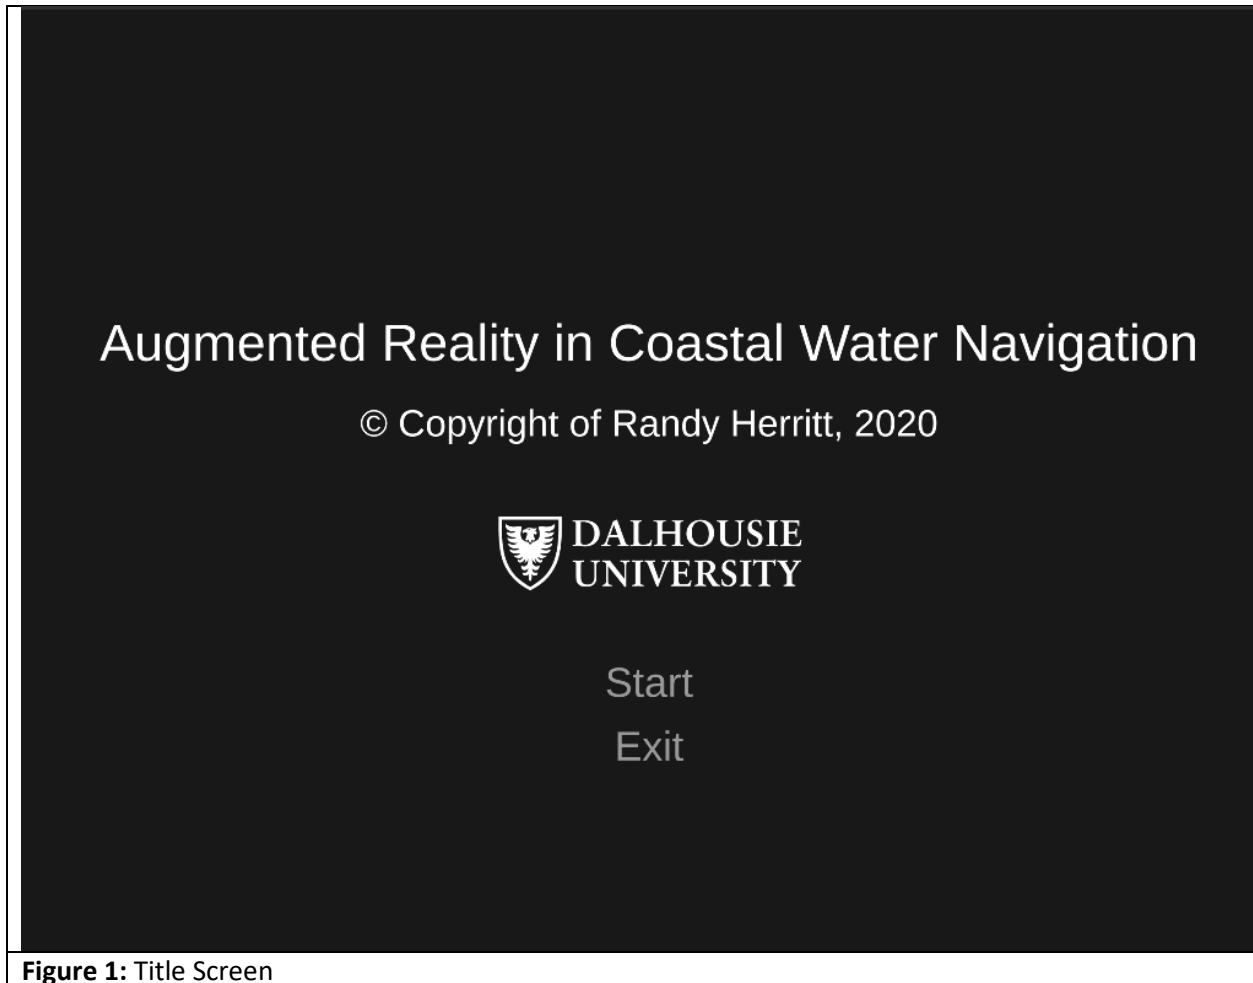 Augmented Reality in Coastal Water Navigation
© Copyright of Randy Herritt, 2020
DALHOUSIE
UNIVERSITY
Start
Exit
Figure 1: Title Screen